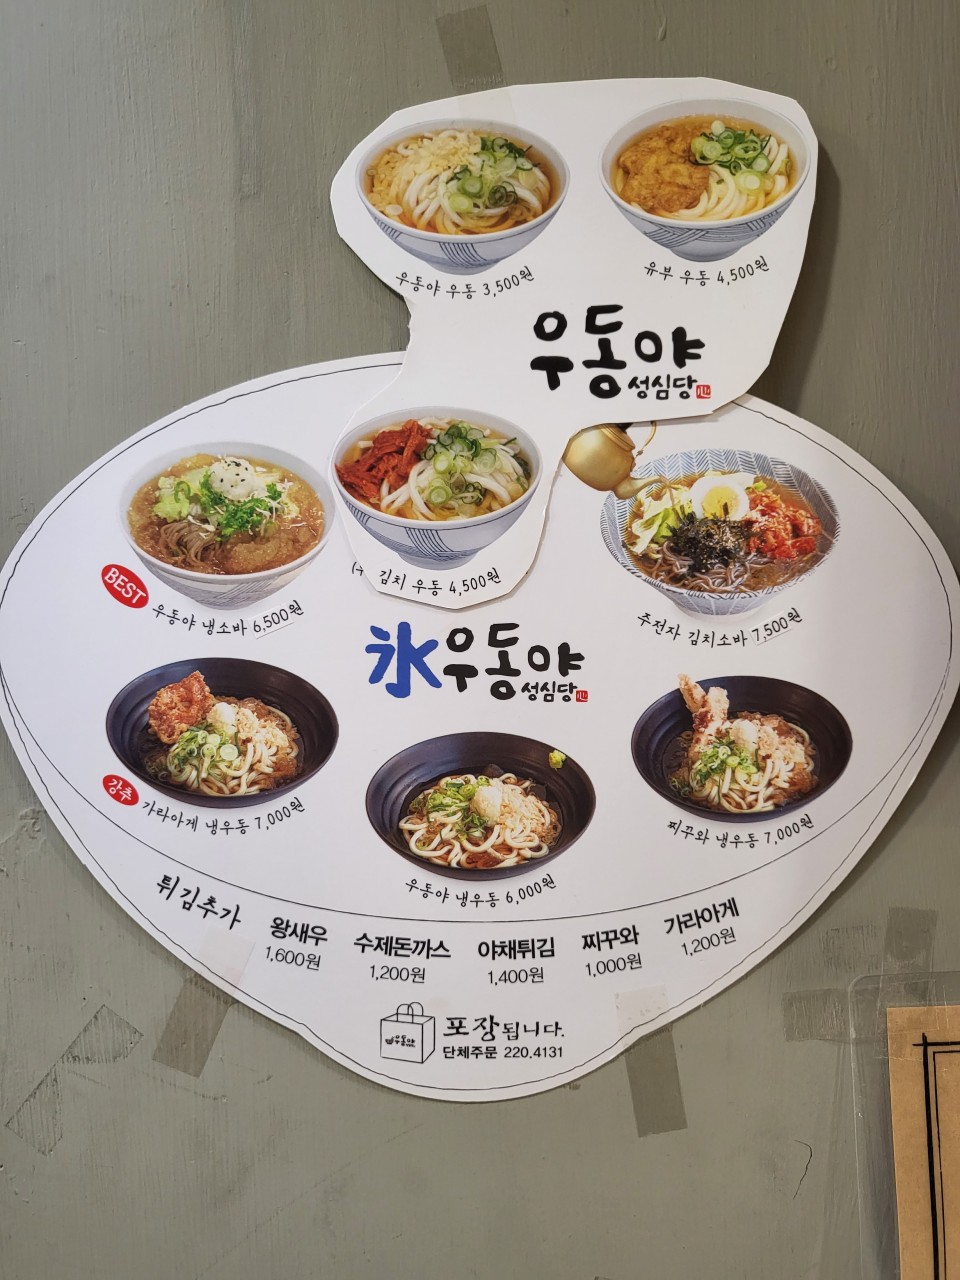 우동야 우동 3,500원
유부 우동 4,500원
우동야
성심당
김치 우동 4,500원
BEST
우동야 냉소바 6,500원
주전자 김치소바 7,500원
氷우동야
성심당
강추
가라아게 냉우동 7,000원
찌꾸와 냉우동 7,000원
우동야 냉우동 6,000원
튀김추가
왕새우
1,600원
수제돈까스
1,200원
야채튀김
1,400원
찌꾸와
1,000원
가라아게
1,200원
우동야
포장됩니다.
단체주문 220.4131